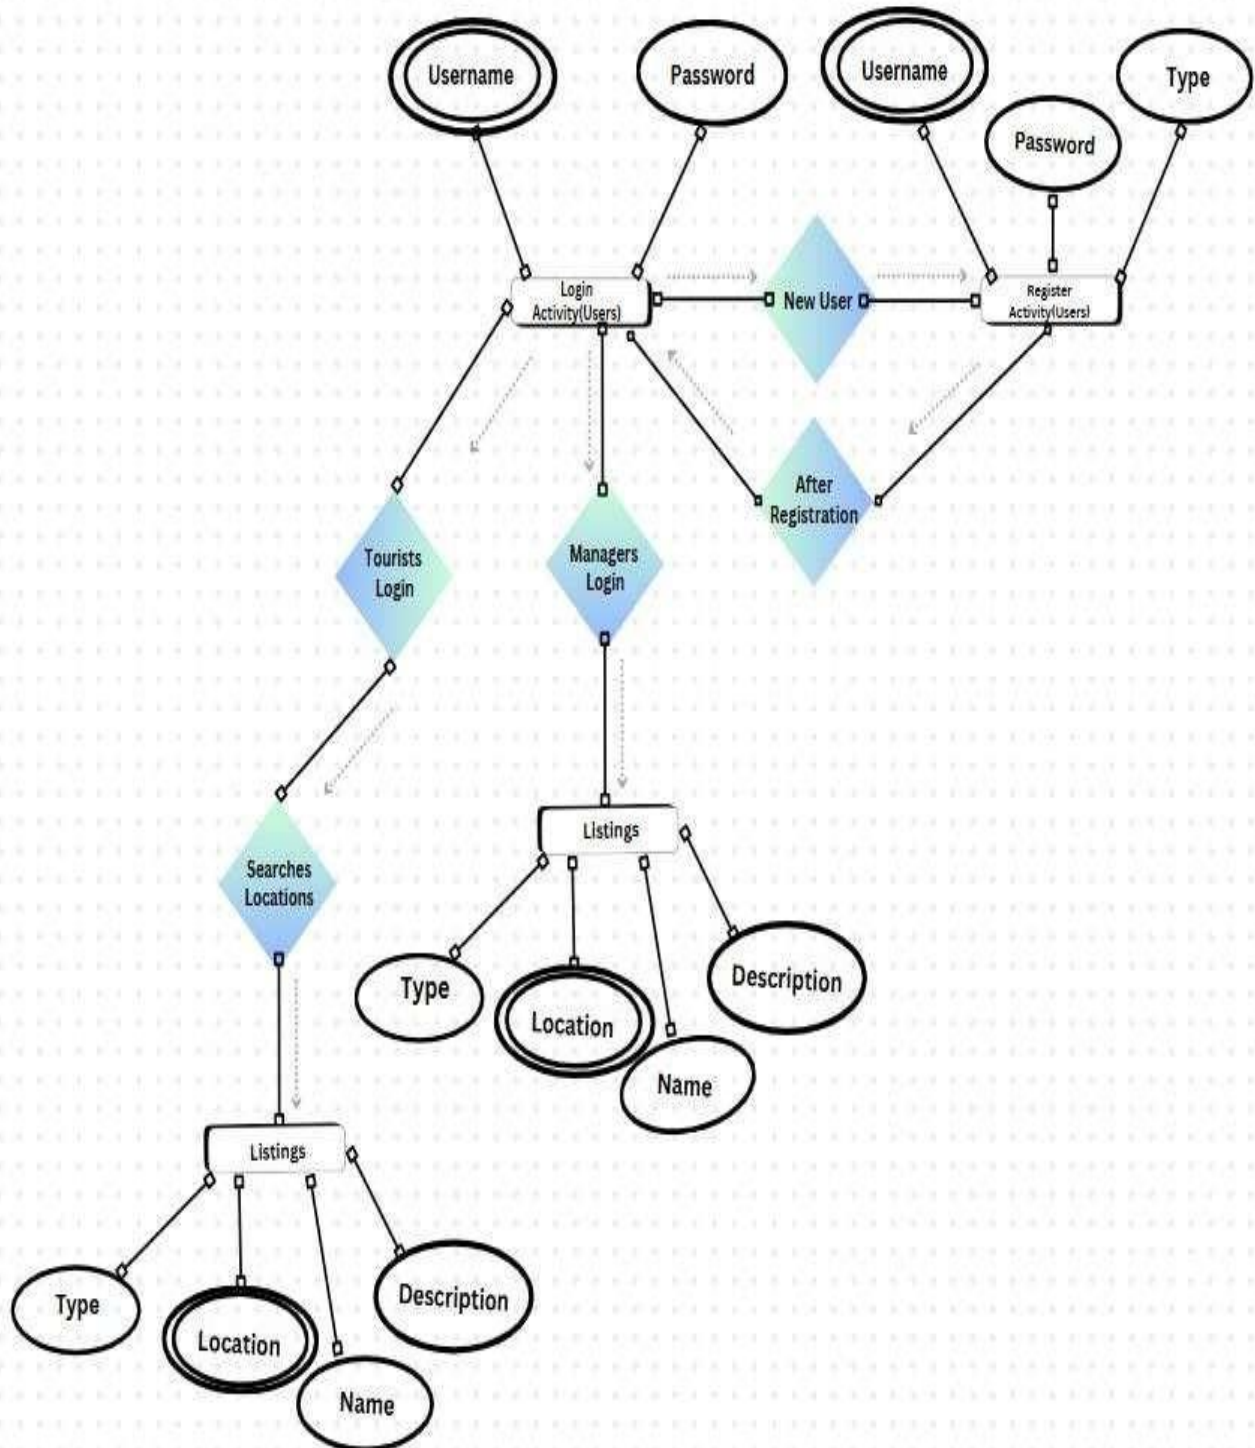 Username
Password
Username
Type
Password
Login
Activity(Users)
New User
Register
Activity(Users)
After
Registration
Tourists
Login
Managers
Login
Listings
Searches
Locations
Type
Location
Name
Description
Listings
Type
Location
Name
Description